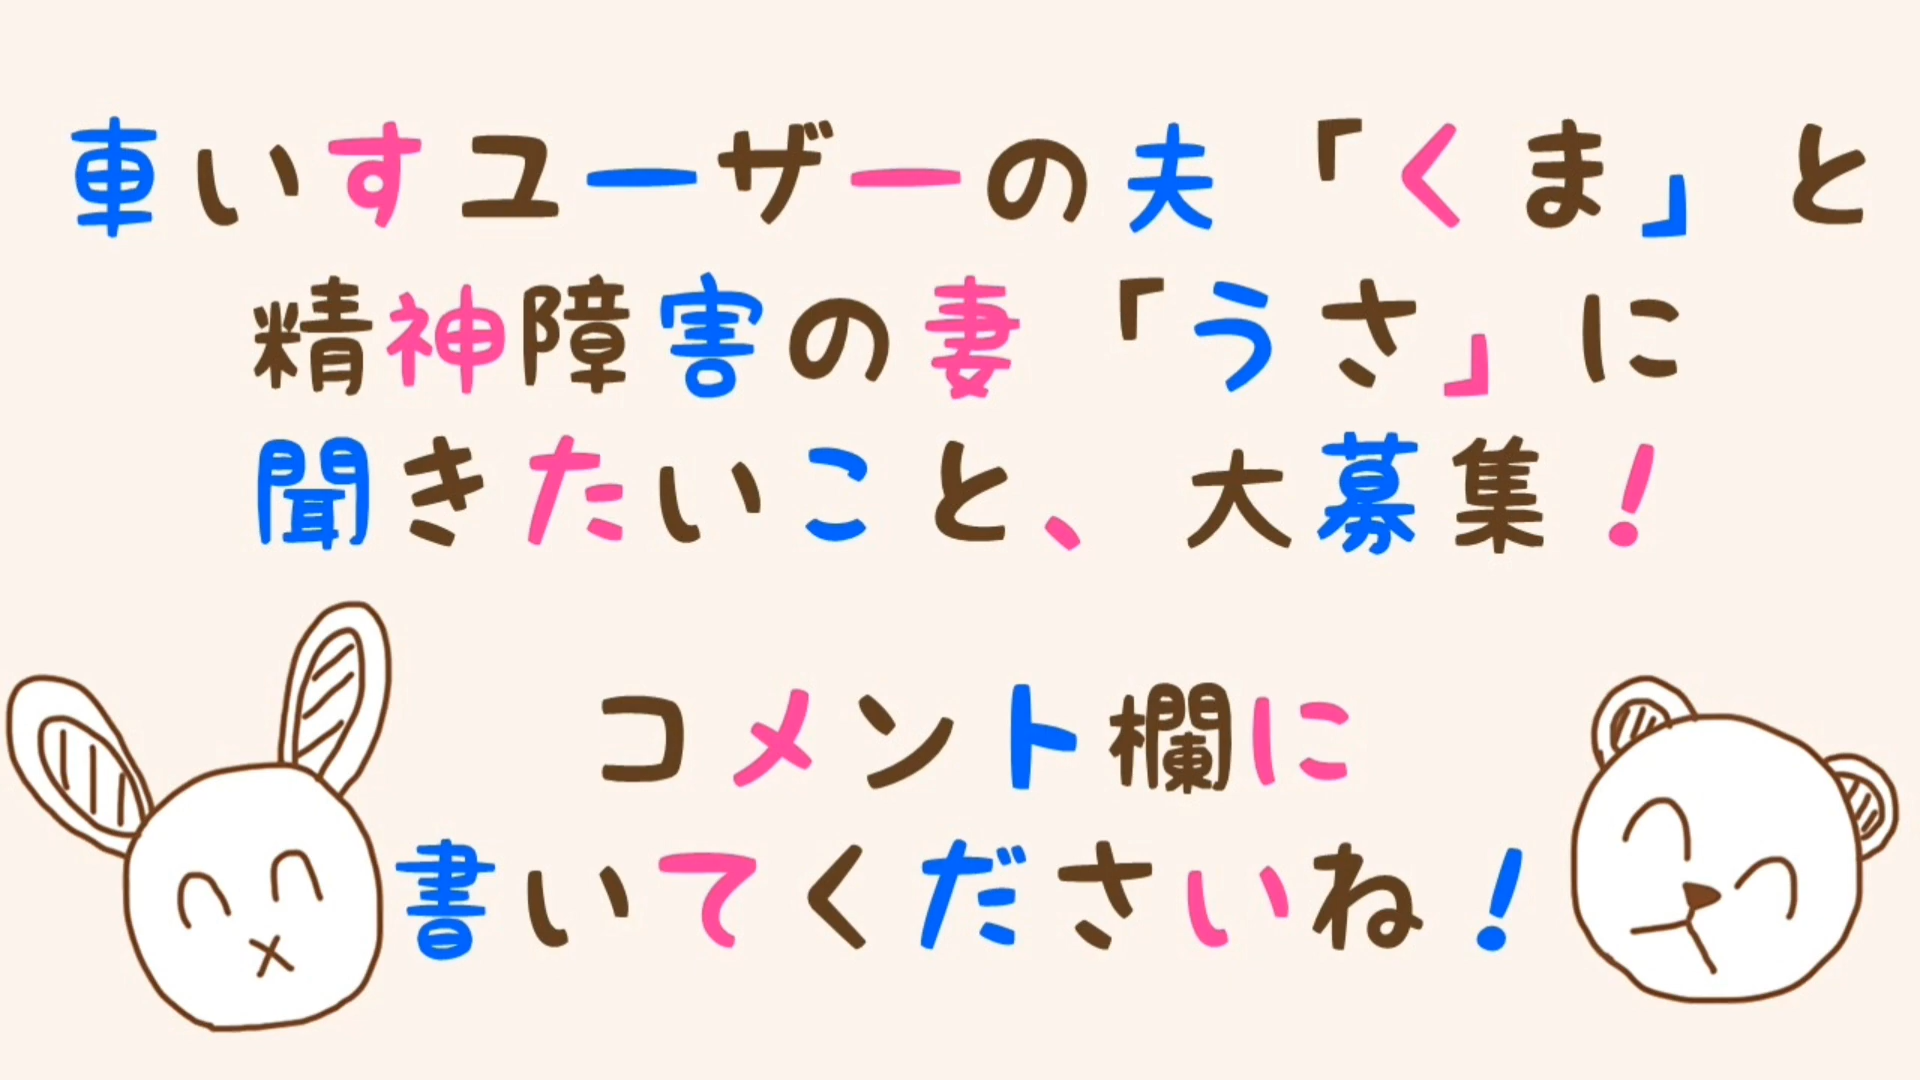 車いすユーザーの夫「くま」と
精神障害の妻「うさ」に
聞きたいこと、大募集！
コメント欄に
書いてくださいね！